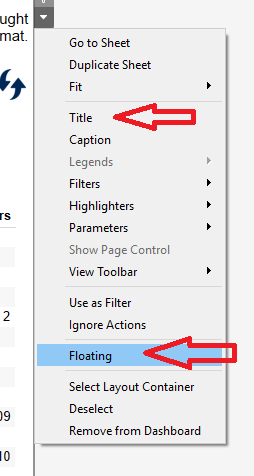 ught
mat.
Go to Sheet
Duplicate Sheet
Fit
Title
Caption
Legends
Filters
Highlighters
Parameters
Show Page Control
View Toolbar
Use as Filter
Ignore Actions
Floating
Select Layout Container
Deselect
Remove from Dashboard
rs
2
09
10